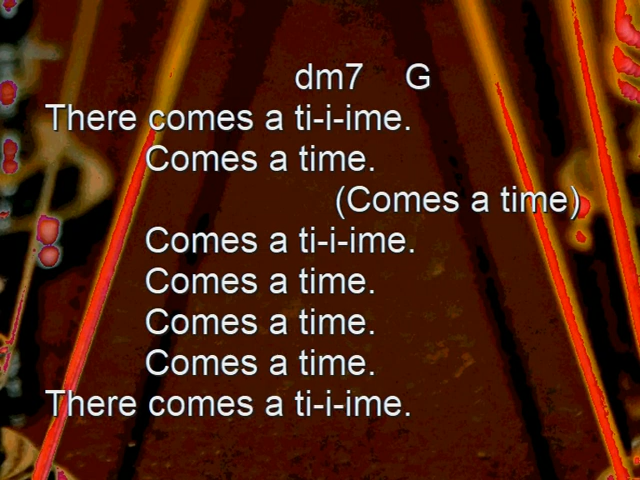 dm7 G
There comes a ti-i-ime.
Comes a time.
(Comes a time)
Comes a ti-i-ime.
Comes a time.
Comes a time.
Comes a time.
There comes a ti-i-ime.